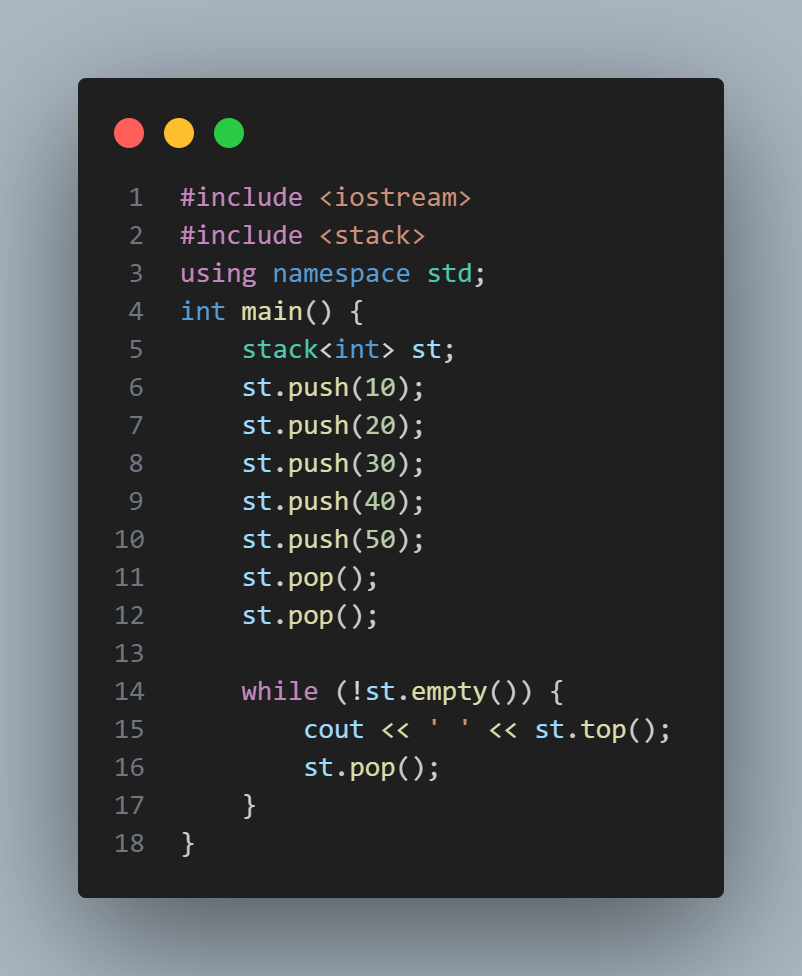 1 #include <iostream>
2 #include <stack>
3 using namespace std;
4 int main() {
5     stack<int> st;
6     st.push(10);
7     st.push(20);
8     st.push(30);
9     st.push(40);
10     st.push(50);
11     st.pop();
12     st.pop();
13
14     while (!st.empty()) {
15         cout << ' ' << st.top();
16         st.pop();
17     }
18 }